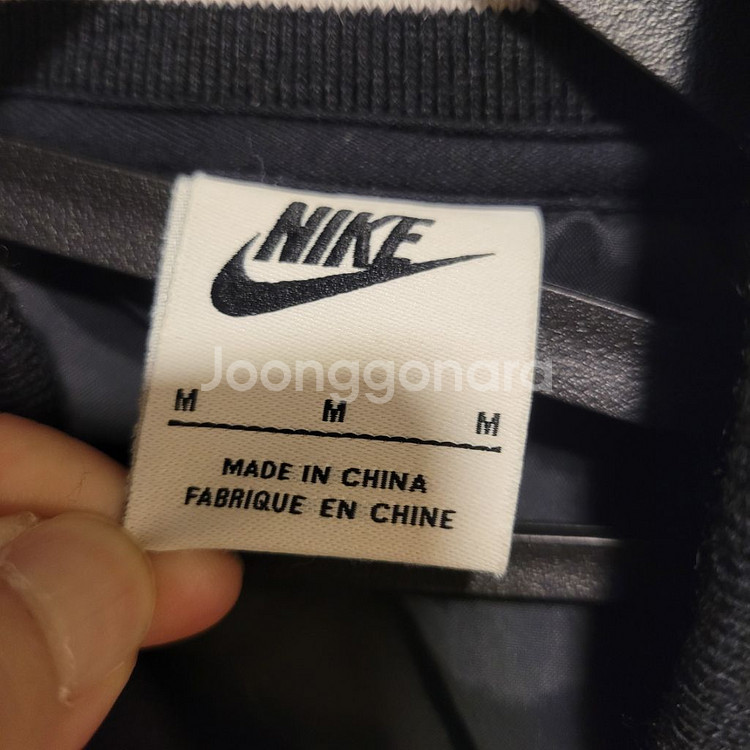 NIKE
Joonggonara
M M M
MADE IN CHINA
FABRIQUE EN CHINE